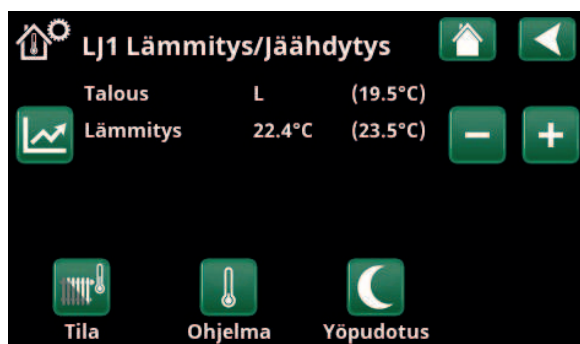 LJ1 Lämmitys/Jäähdytys
Talous L (19.5°C)
Lämmitys 22.4°C (23.5°C)
Tila Ohjelma Yöpudotus